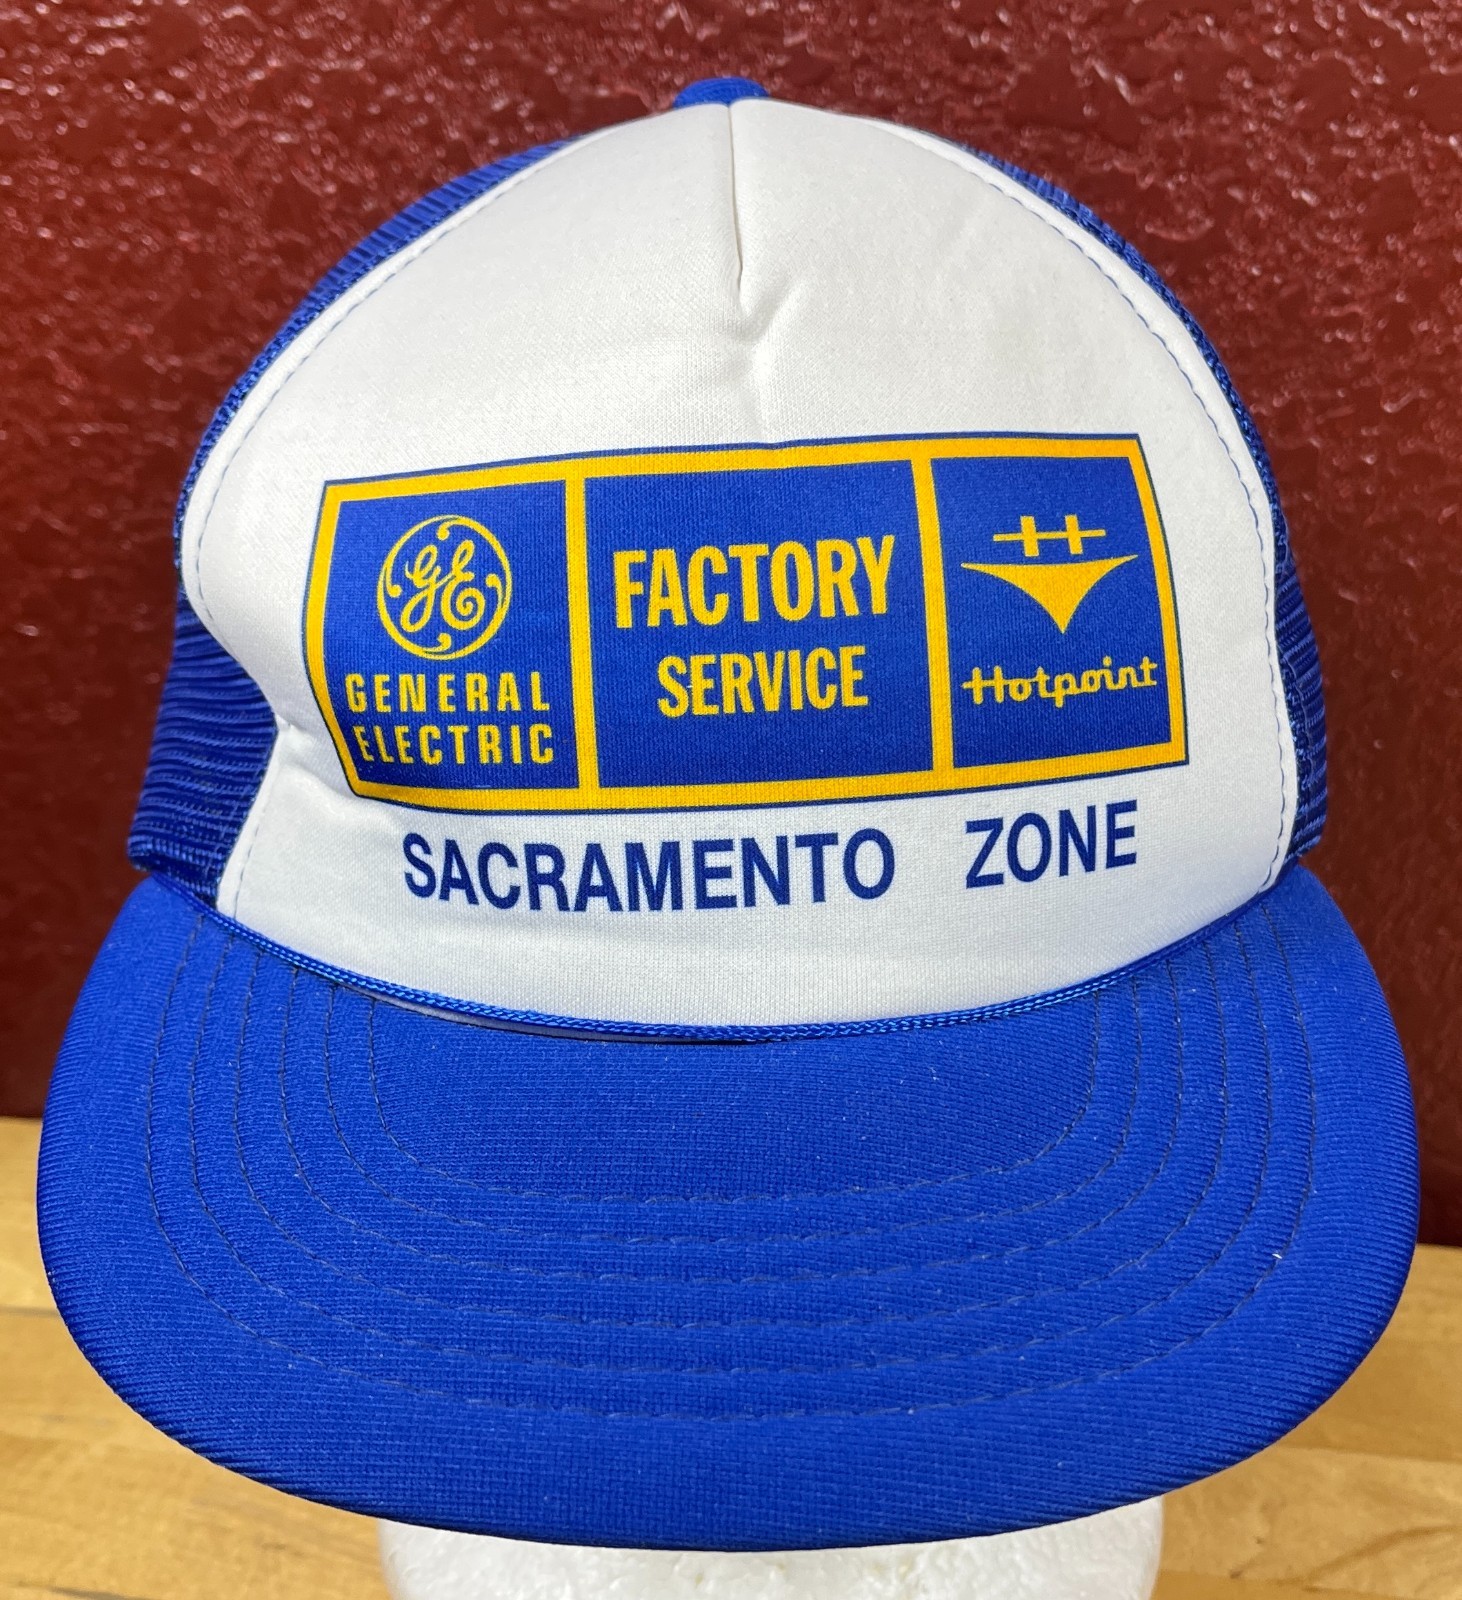 GE
GENERAL
ELECTRIC
FACTORY
SERVICE
Hotpoint
SACRAMENTO ZONE